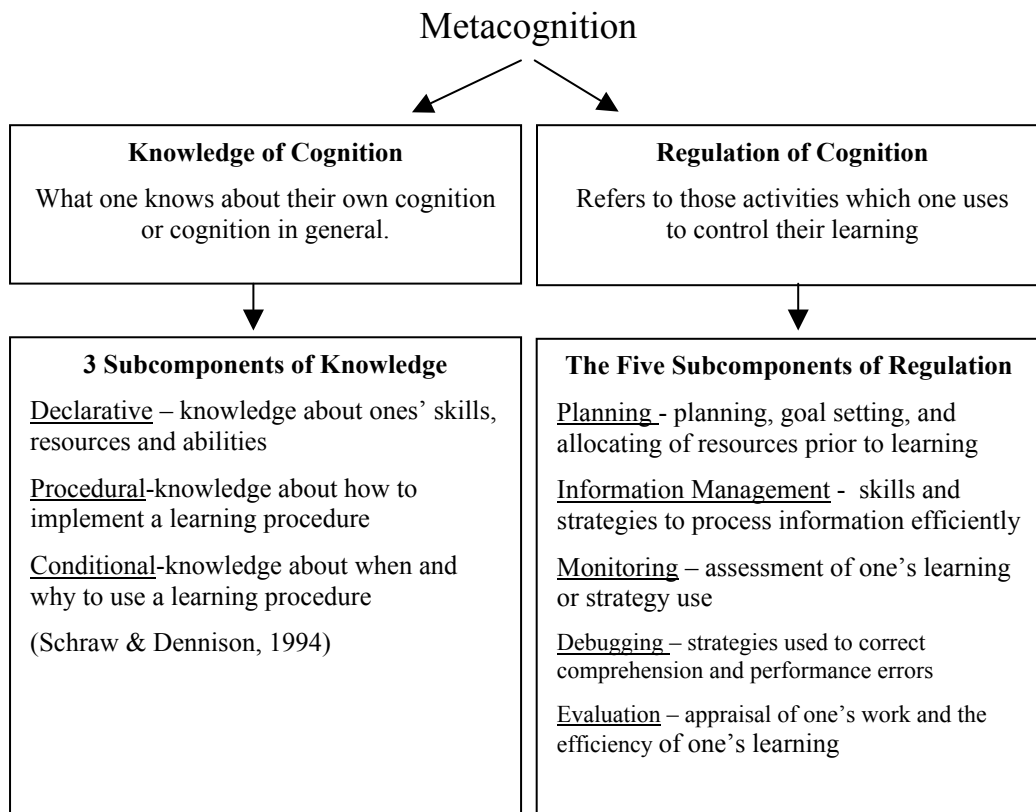 Metacognition
Knowledge of Cognition
What one knows about their own cognition
or cognition in general.
Regulation of Cognition
Refers to those activities which one uses
to control their learning
3 Subcomponents of Knowledge
Declarative – knowledge about ones’ skills,
resources and abilities
Procedural-knowledge about how to
implement a learning procedure
Conditional-knowledge about when and
why to use a learning procedure
(Schraw & Dennison, 1994)
The Five Subcomponents of Regulation
Planning - planning, goal setting, and
allocating of resources prior to learning
Information Management - skills and
strategies to process information efficiently
Monitoring – assessment of one’s learning
or strategy use
Debugging – strategies used to correct
comprehension and performance errors
Evaluation – appraisal of one’s work and the
efficiency of one’s learning